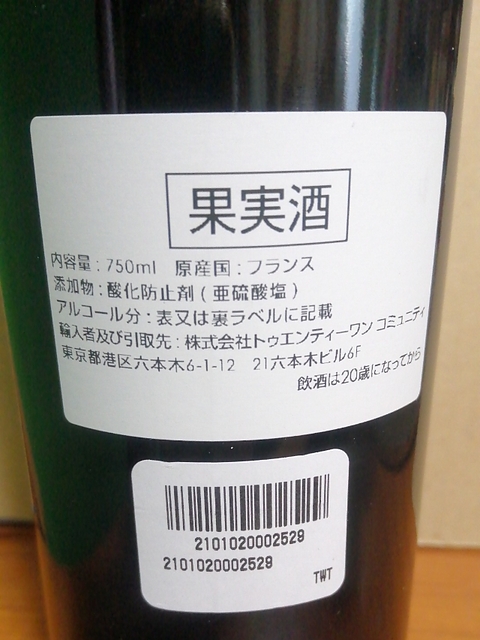 果実酒
内容量:750ml 原産国:フランス
添加物:酸化防止剤(亜硫酸塩)
アルコール分:表又は裏ラベルに記載
輸入者及び引取先:株式会社トゥエンティーワン コミュニティ
東京都港区六本木6-1-12 21六本木ビル6F
飲酒は20歳になってから
2101020002529
2101020002529
TWT